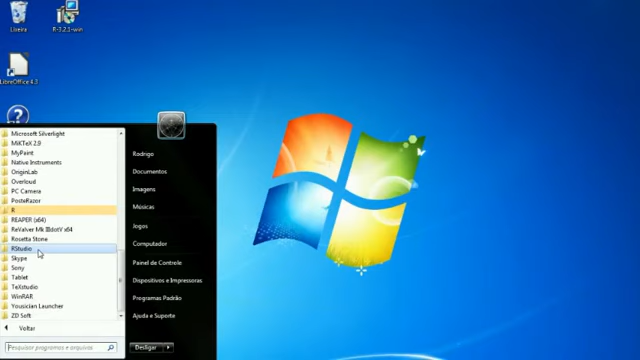 Lixeira
R-3.2.1-win
LibreOffice 4.3
Microsoft Silverlight
MiKTeX 2.9
MyPaint
Native Instruments
OriginLab
Overloud
PC Camera
PosteRazor
R
REAPER (x64)
ReValver Mk IIIdotV x64
Rosetta Stone
RStudio
Skype
Sony
Tablet
TeXstudio
WinRAR
Yousician Launcher
ZD Soft
Voltar
Pesquisar programas e arquivos
Rodrigo
Documentos
Imagens
Músicas
Jogos
Computador
Painel de Controle
Dispositivos e Impressoras
Programas Padrão
Ajuda e Suporte
Desligar